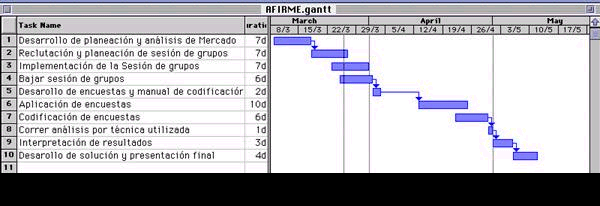 AFIRME.gantt
Task Name uratio March April May
8/3 15/3 22/3 29/3 5/4 12/4 19/4 26/4 3/5 10/5 17/5
1 Desarrollo de planeación y análisis de Mercado 7d
2 Reclutación y planeación de sesión de grupos 7d
3 Implementación de la Sesión de grupos 7d
4 Bajar sesión de grupos 6d
5 Desarollo de encuestas y manual de codificación 2d
6 Aplicación de encuestas 10d
7 Codificación de encuestas 6d
8 Correr análisis por técnica utilizada 1d
9 Interpretación de resultados 3d
10 Desarollo de solución y presentación final 4d
11